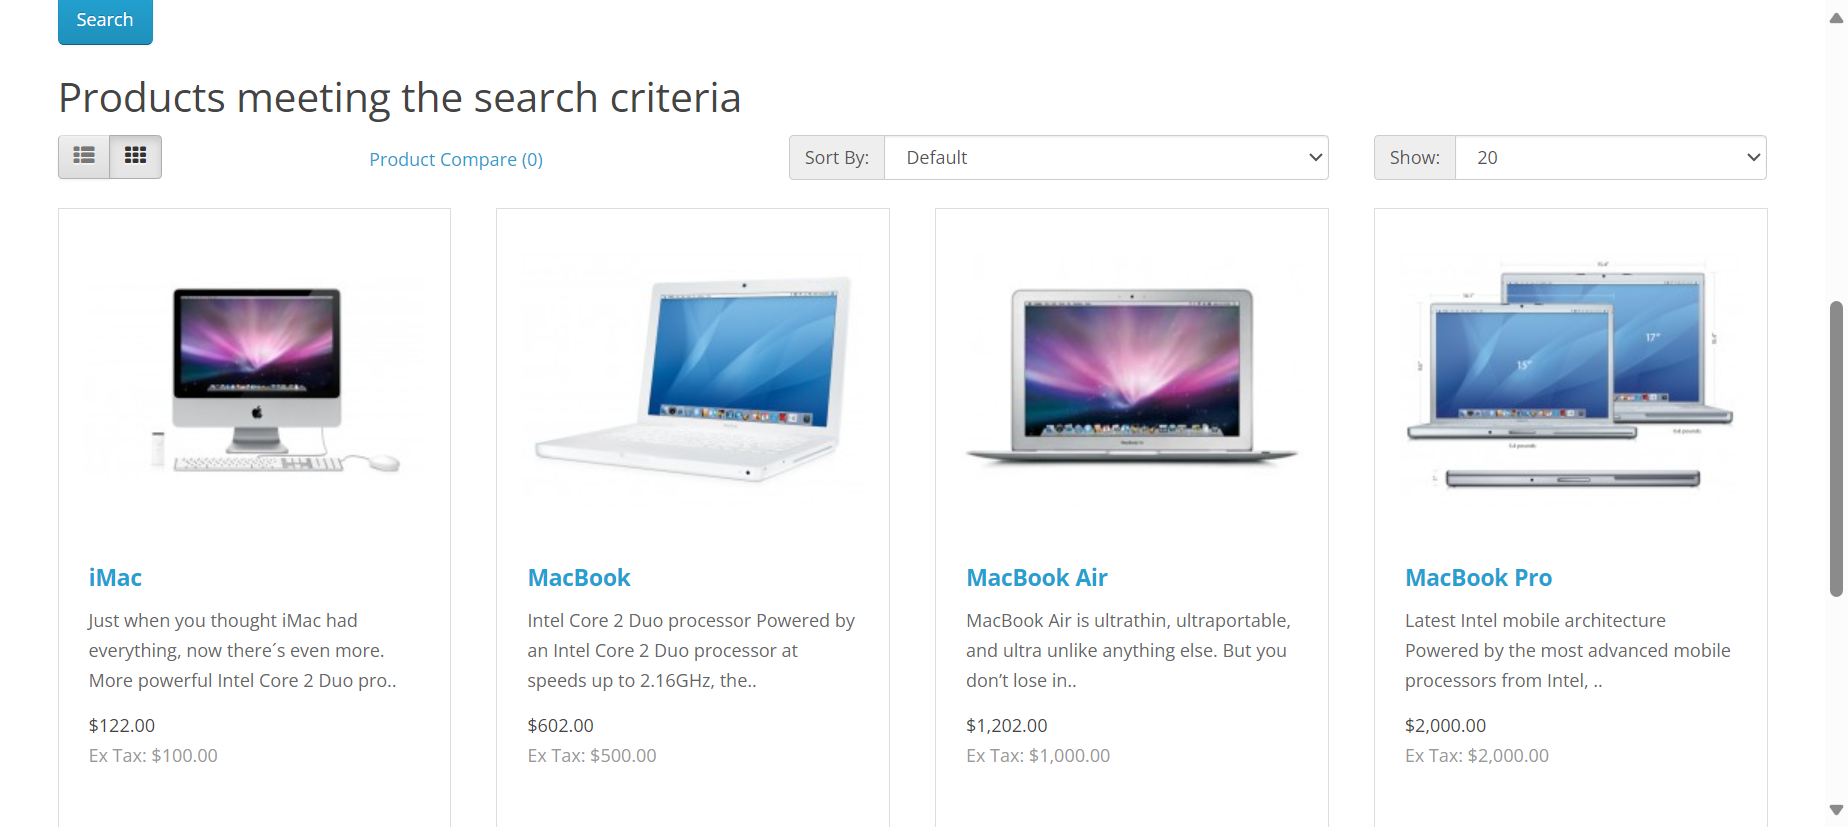 Search
Products meeting the search criteria
Product Compare (0)
Sort By:
Default
Show:
20
15"
17"
iMac
Just when you thought iMac had
everything, now there´s even more.
More powerful Intel Core 2 Duo pro..
$122.00
Ex Tax: $100.00
MacBook
Intel Core 2 Duo processor Powered by
an Intel Core 2 Duo processor at
speeds up to 2.16GHz, the..
$602.00
Ex Tax: $500.00
MacBook Air
MacBook Air is ultrathin, ultraportable,
and ultra unlike anything else. But you
don’t lose in..
$1,202.00
Ex Tax: $1,000.00
MacBook Pro
Latest Intel mobile architecture
Powered by the most advanced mobile
processors from Intel, ..
$2,000.00
Ex Tax: $2,000.00